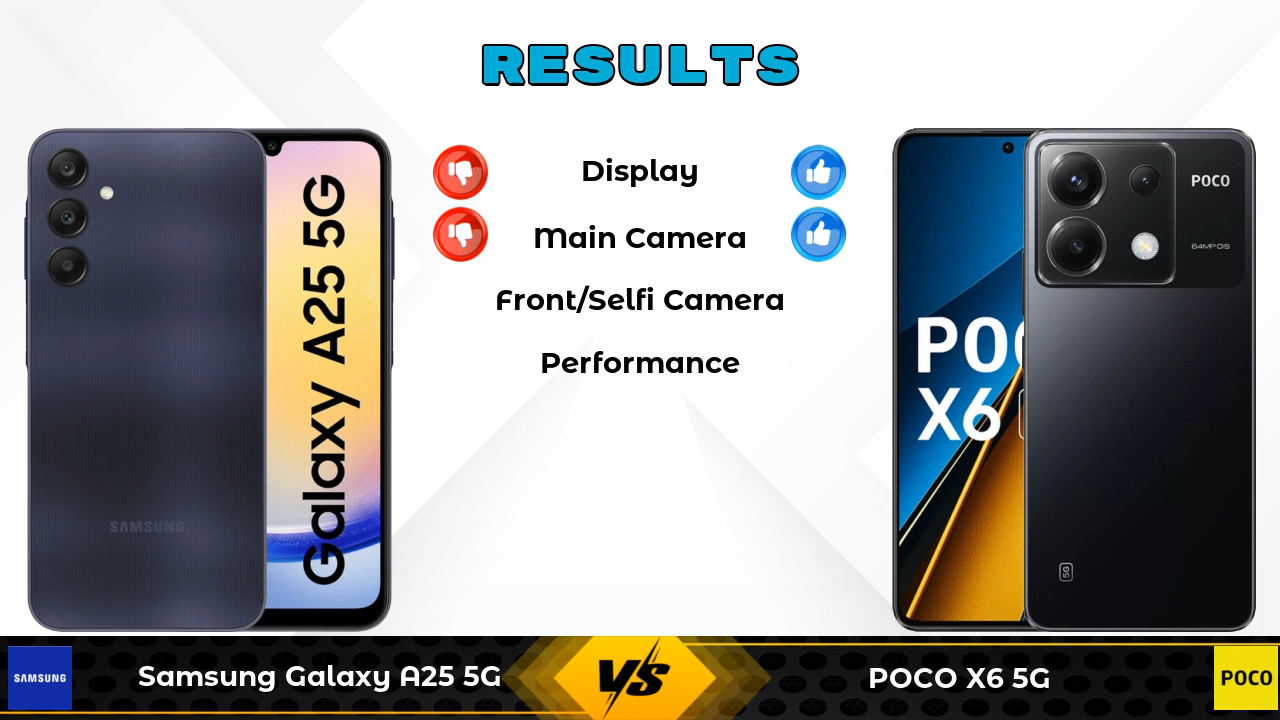 RESULTS
Display
Main Camera
Front/Selfi Camera
Performance
SAMSUNG
Galaxy A25 5G
POCO
X6
POCO
64MP OIS
5G
SAMSUNG
Samsung Galaxy A25 5G
VS
POCO X6 5G
POCO